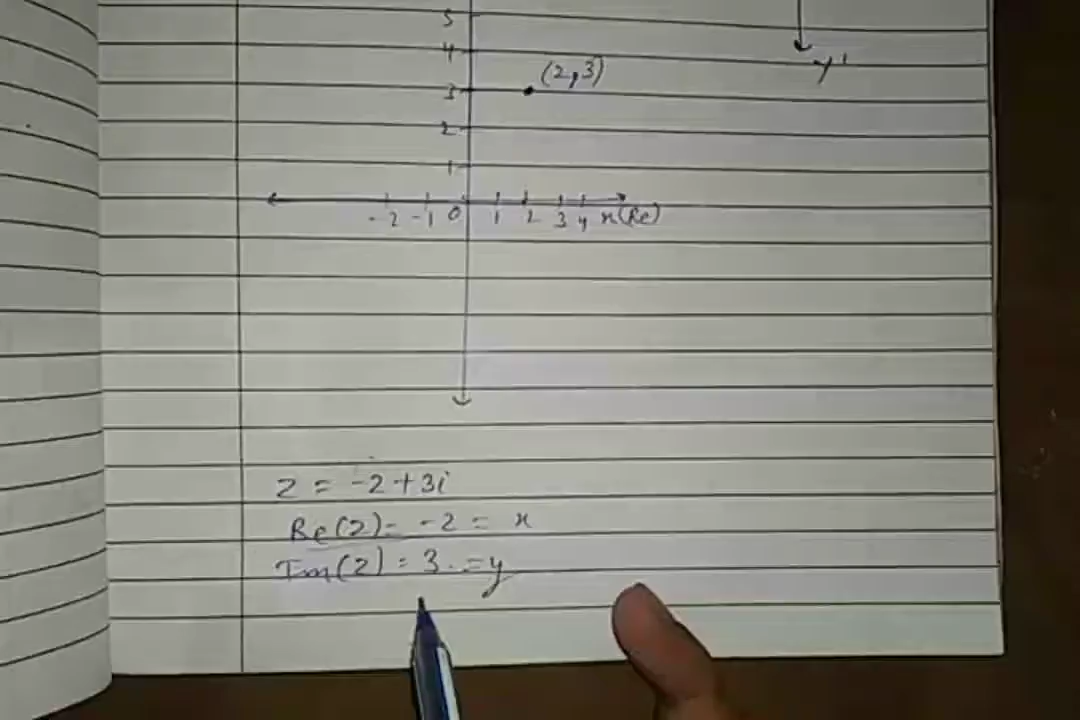 5
4
y'
(2,3)
3
2
1
-2 -1 0 1 2 3 4 x(Re)
z = -2+3i
Re(z)= -2 = x
Im(z) = 3. =y